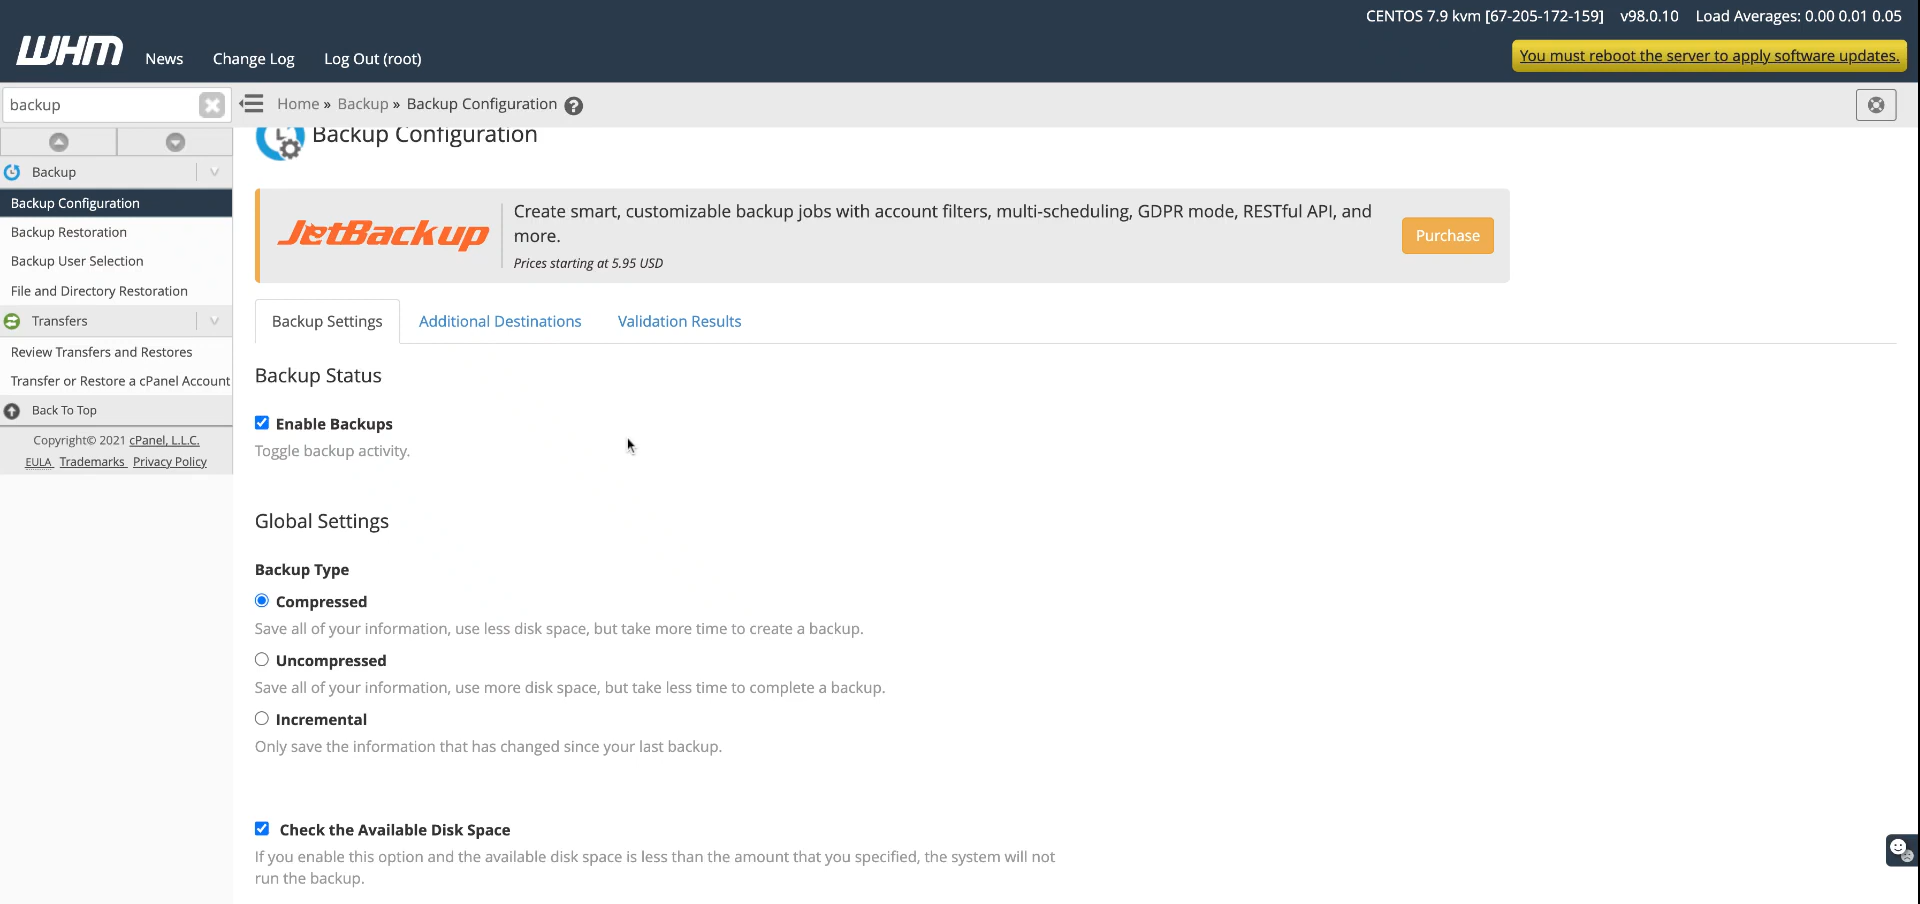 CENTOS 7.9 kvm [67-205-172-159] v98.0.10 Load Averages: 0.00 0.01 0.05
WHM News Change Log Log Out (root)
You must reboot the server to apply software updates.
backup
Home » Backup » Backup Configuration ?
Backup Configuration
Backup
Backup Configuration
Backup Restoration
Backup User Selection
File and Directory Restoration
Transfers
Review Transfers and Restores
Transfer or Restore a cPanel Account
Back To Top
Copyright© 2021 cPanel, L.L.C.
EULA Trademarks Privacy Policy
JetBackup
Create smart, customizable backup jobs with account filters, multi-scheduling, GDPR mode, RESTful API, and
more.
Prices starting at 5.95 USD
Purchase
Backup Settings Additional Destinations Validation Results
Backup Status
Enable Backups
Toggle backup activity.
Global Settings
Backup Type
Compressed
Save all of your information, use less disk space, but take more time to create a backup.
Uncompressed
Save all of your information, use more disk space, but take less time to complete a backup.
Incremental
Only save the information that has changed since your last backup.
Check the Available Disk Space
If you enable this option and the available disk space is less than the amount that you specified, the system will not
run the backup.